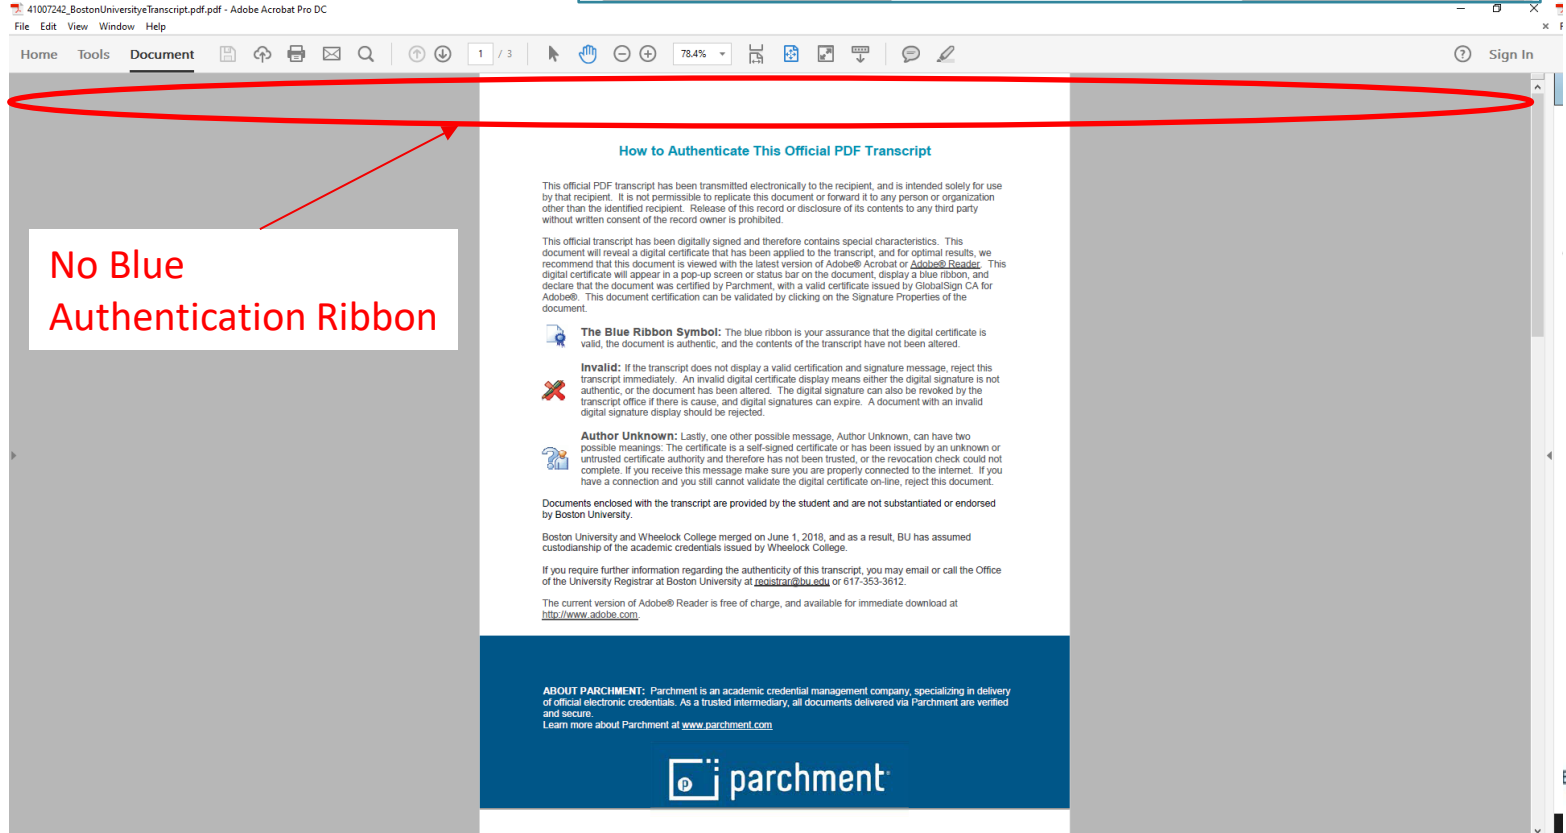 41007242_BostonUniversityeTranscript.pdf.pdf - Adobe Acrobat Pro DC
File Edit View Window Help
Home Tools Document 1 / 3 78.4% Sign In
How to Authenticate This Official PDF Transcript
This official PDF transcript has been transmitted electronically to the recipient, and is intended solely for use
by that recipient. It is not permissible to replicate this document or forward it to any person or organization
other than the identified recipient. Release of this record or disclosure of its contents to any third party
without written consent of the record owner is prohibited.
This official transcript has been digitally signed and therefore contains special characteristics. This
document will reveal a digital certificate that has been applied to the transcript, and for optimal results, we
recommend that this document is viewed with the latest version of Adobe® Acrobat or Adobe® Reader. This
digital certificate will appear in a pop-up screen or status bar on the document, display a blue ribbon, and
declare that the document was certified by Parchment, with a valid certificate issued by GlobalSign CA for
Adobe®. This document certification can be validated by clicking on the Signature Properties of the
document.
No Blue
Authentication Ribbon
The Blue Ribbon Symbol: The blue ribbon is your assurance that the digital certificate is
valid, the document is authentic, and the contents of the transcript have not been altered.
Invalid: If the transcript does not display a valid certification and signature message, reject this
transcript immediately. An invalid digital certificate display means either the digital signature is not
authentic, or the document has been altered. The digital signature can also be revoked by the
transcript office if there is cause, and digital signatures can expire. A document with an invalid
digital signature display should be rejected.
Author Unknown: Lastly, one other possible message, Author Unknown, can have two
possible meanings: The certificate is a self-signed certificate or has been issued by an unknown or
untrusted certificate authority and therefore has not been trusted, or the revocation check could not
complete. If you receive this message make sure you are properly connected to the internet. If you
have a connection and you still cannot validate the digital certificate on-line, reject this document.
Documents enclosed with the transcript are provided by the student and are not substantiated or endorsed
by Boston University.
Boston University and Wheelock College merged on June 1, 2018, and as a result, BU has assumed
custodianship of the academic credentials issued by Wheelock College.
If you require further information regarding the authenticity of this transcript, you may email or call the Office
of the University Registrar at Boston University at registrar@bu.edu or 617-353-3612.
The current version of Adobe® Reader is free of charge, and available for immediate download at
http://www.adobe.com.
ABOUT PARCHMENT: Parchment is an academic credential management company, specializing in delivery
of official electronic credentials. As a trusted intermediary, all documents delivered via Parchment are verified
and secure.
Learn more about Parchment at www.parchment.com
p parchment